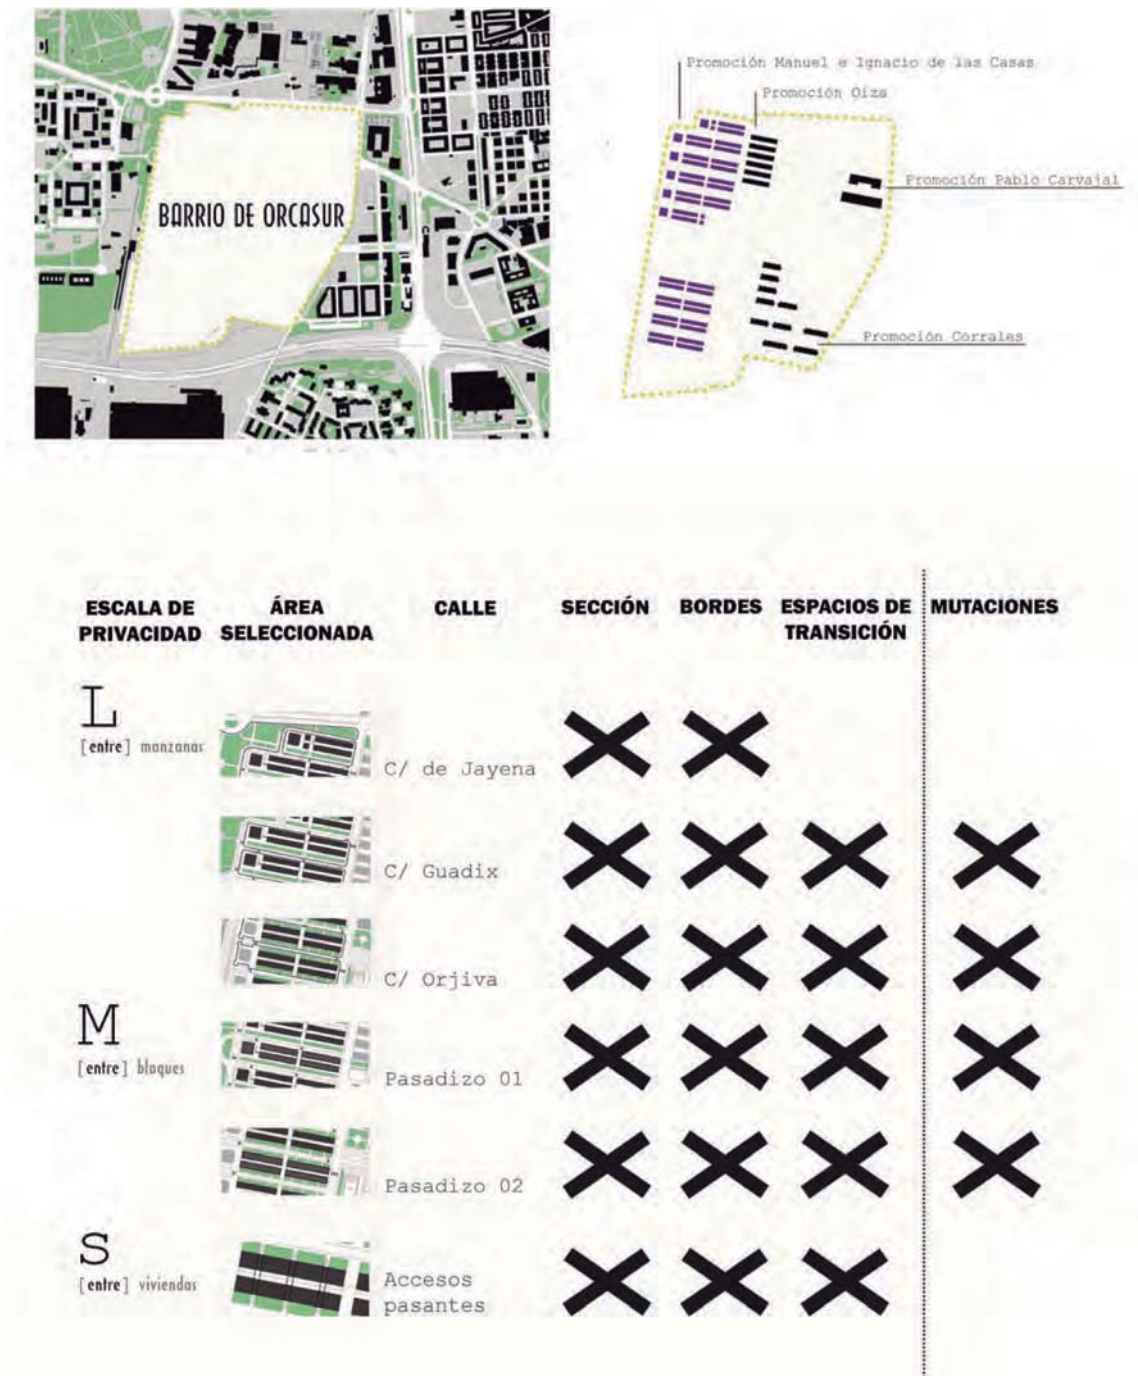 BARRIO DE ORCASUR
Promoción Manuel e Ignacio de las Casas
Promoción Oiza
Promoción Pablo Carvajal
Promoción Corrales
ESCALA DE
PRIVACIDAD
ÁREA
SELECCIONADA
CALLE
SECCIÓN
BORDES
ESPACIOS DE
TRANSICIÓN
MUTACIONES
L
[entre] manzanas
C/ de Jayena
C/ Guadix
C/ Orjiva
M
[entre] bloques
Pasadizo 01
Pasadizo 02
S
[entre] viviendas
Accesos
pasantes